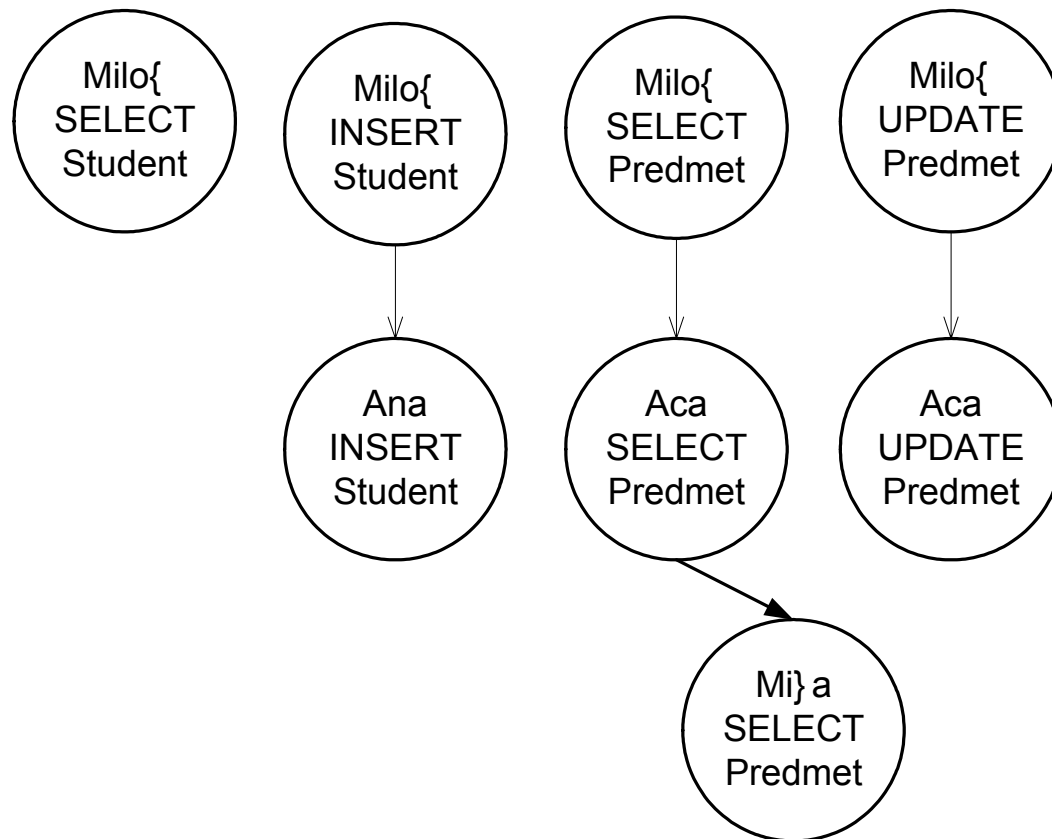 Milo{
SELECT
Student
Milo{
INSERT
Student
Milo{
SELECT
Predmet
Milo{
UPDATE
Predmet
Ana
INSERT
Student
Aca
SELECT
Predmet
Aca
UPDATE
Predmet
Mi} a
SELECT
Predmet